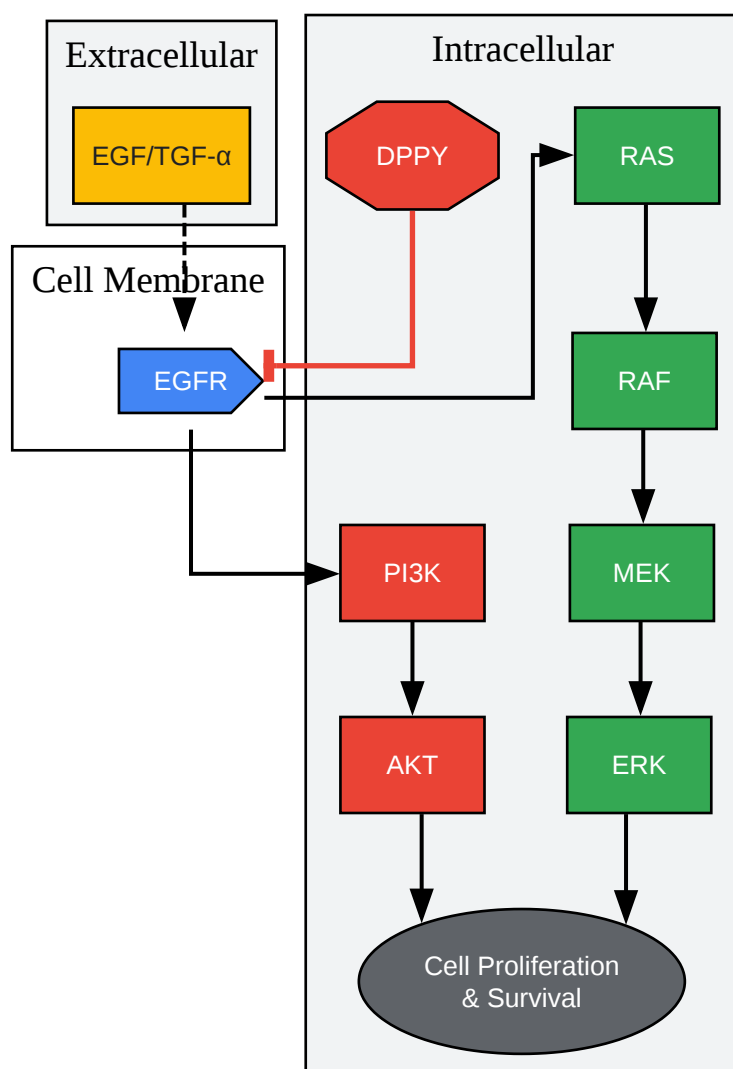 Extracellular
EGF/TGF-α
Cell Membrane
EGFR
Intracellular
DPPY
RAS
RAF
PI3K
MEK
AKT
ERK
Cell Proliferation
& Survival